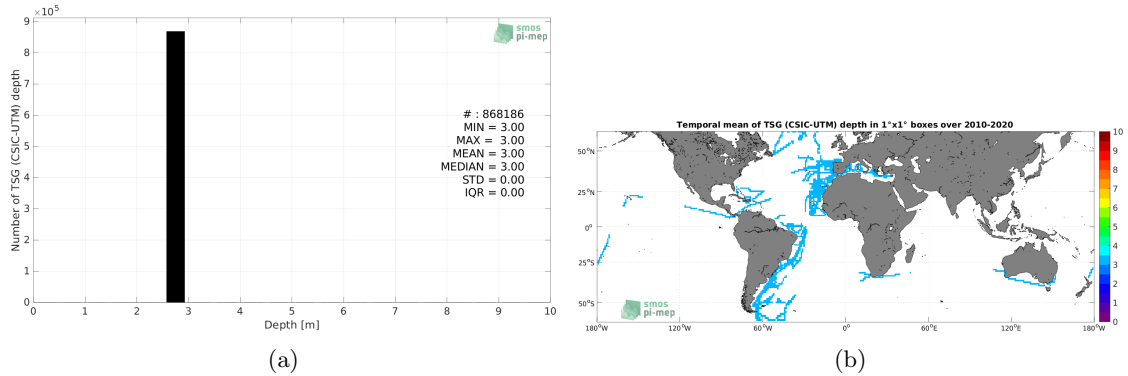 9
×10⁵
8
7
6
5
4
3
2
1
0
Number of TSG (CSIC-UTM) depth
smos
pi-mep
# : 868186
MIN = 3.00
MAX = 3.00
MEAN = 3.00
MEDIAN = 3.00
STD = 0.00
IQR = 0.00
0 1 2 3 4 5 6 7 8 9 10
Depth [m]
(a)
Temporal mean of TSG (CSIC-UTM) depth in 1°x1° boxes over 2010-2020
50°N
25°N
0°
25°S
50°S
smos
pi-mep
180°W 120°W 60°W 0° 60°E 120°E 180°W
10
9
8
7
6
5
4
3
2
1
0
(b)